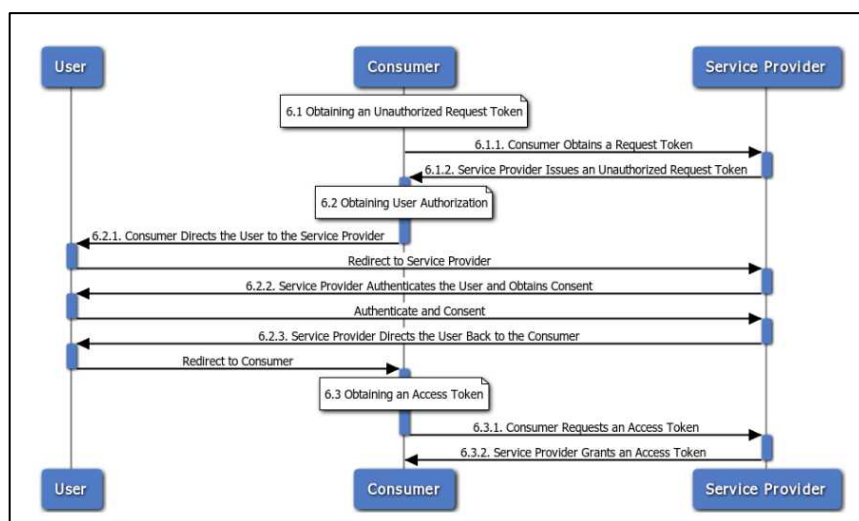 User
Consumer
Service Provider
6.1 Obtaining an Unauthorized Request Token
6.1.1. Consumer Obtains a Request Token
6.1.2. Service Provider Issues an Unauthorized Request Token
6.2 Obtaining User Authorization
6.2.1. Consumer Directs the User to the Service Provider
Redirect to Service Provider
6.2.2. Service Provider Authenticates the User and Obtains Consent
Authenticate and Consent
6.2.3. Service Provider Directs the User Back to the Consumer
Redirect to Consumer
6.3 Obtaining an Access Token
6.3.1. Consumer Requests an Access Token
6.3.2. Service Provider Grants an Access Token
User
Consumer
Service Provider